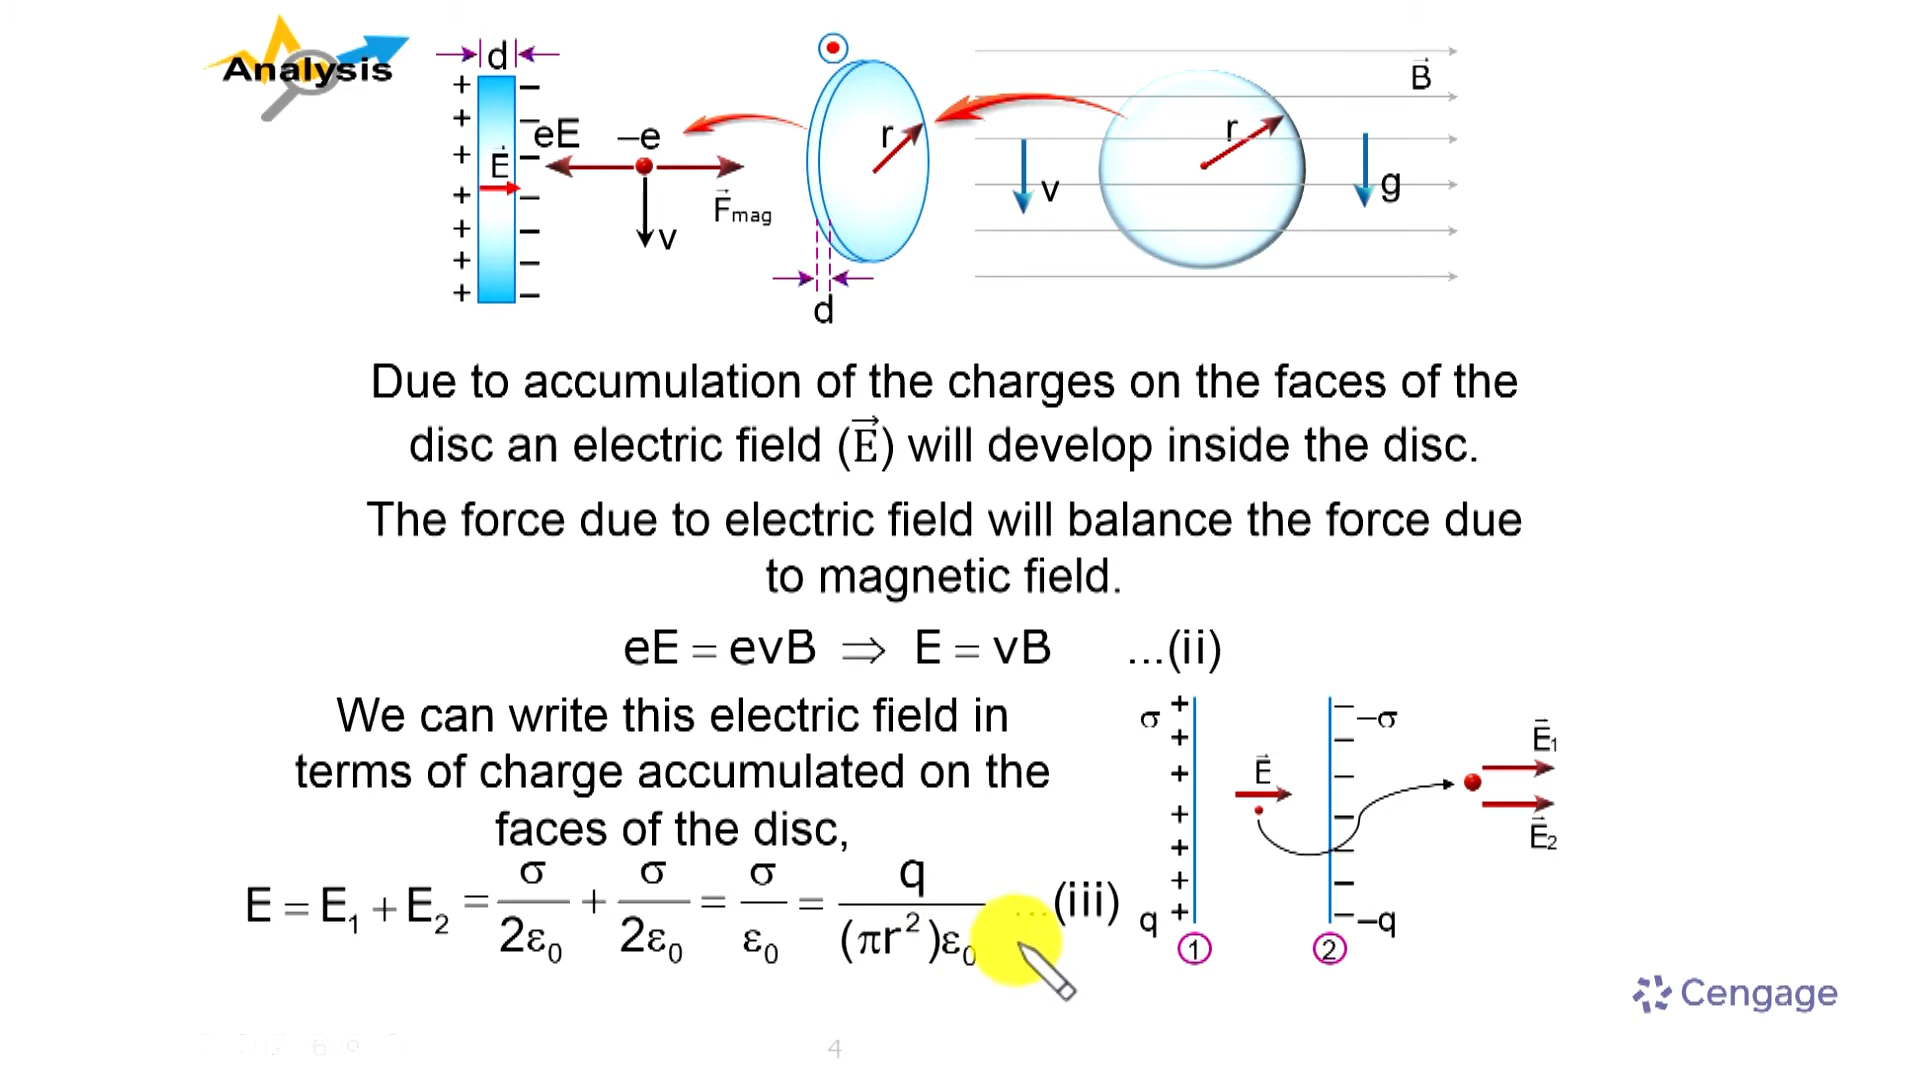 Analysis
d
+ + + + + + + +
E⃗
eE
–e
F⃗mag
v
r
d
v
r
g
B⃗
Due to accumulation of the charges on the faces of the
disc an electric field (E⃗) will develop inside the disc.
The force due to electric field will balance the force due
to magnetic field.
eE = evB ⇒ E = vB ...(ii)
We can write this electric field in
terms of charge accumulated on the
faces of the disc,
E = E₁ + E₂ = σ/2ε₀ + σ/2ε₀ = σ/ε₀ = q/(πr²)ε₀ ...(iii)
σ
–σ
E⃗
E⃗₁
E⃗₂
q
–q
①
②
Cengage
4